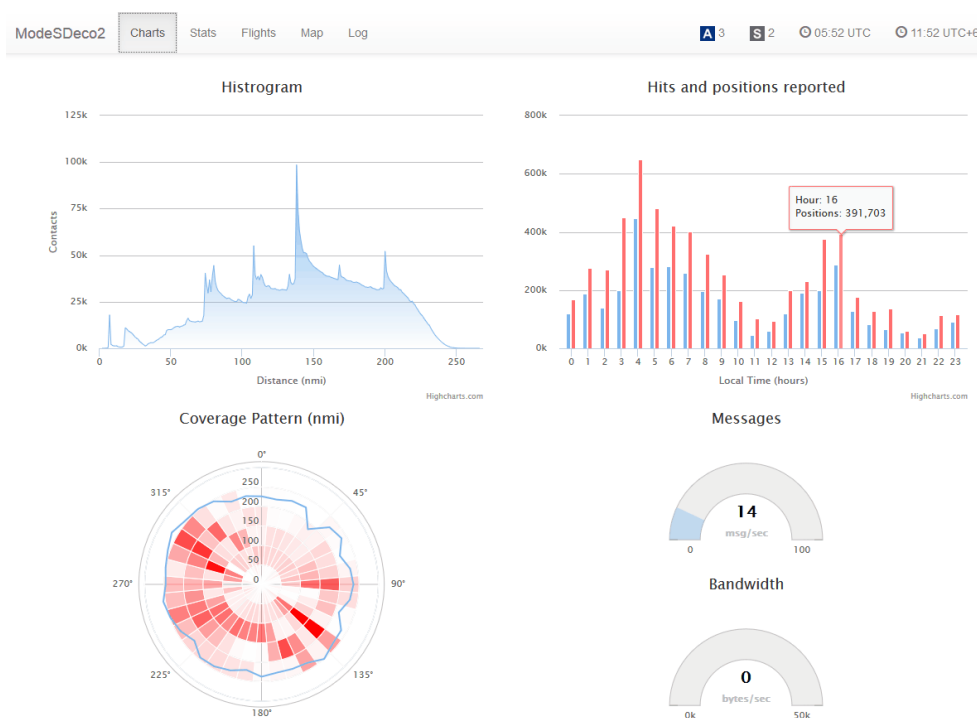 ModeSDeco2 Charts Stats Flights Map Log A 3 S 2 05:52 UTC 11:52 UTC+6
Histrogram
125k
100k
75k
50k
25k
0k
Contacts
0 50 100 150 200 250
Distance (nmi)
Highcharts.com
Hits and positions reported
800k
600k
400k
200k
0k
Hour: 16
Positions: 391,703
0 1 2 3 4 5 6 7 8 9 10 11 12 13 14 15 16 17 18 19 20 21 22 23
Local Time (hours)
Highcharts.com
Coverage Pattern (nmi)
0°
45°
90°
135°
180°
225°
270°
315°
250
200
150
100
50
0
Messages
14
msg/sec
0 100
Bandwidth
0
bytes/sec
0k 50k